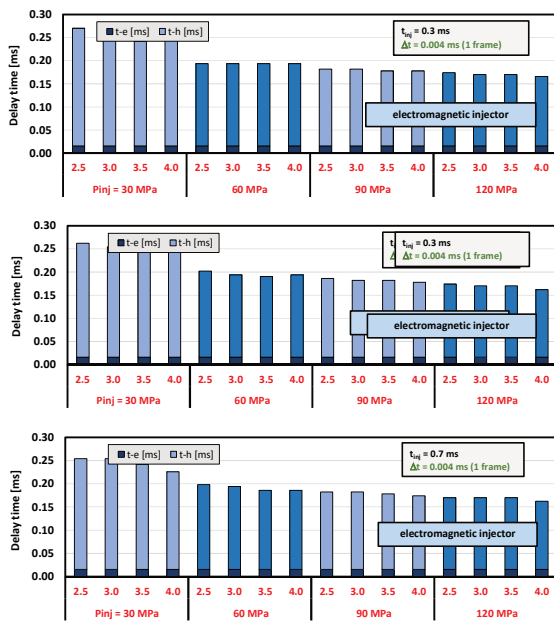 0.30
0.25
0.20
0.15
0.10
0.05
0.00
Delay time [ms]
t-e [ms] t-h [ms]
t_inj = 0.3 ms
Δt = 0.004 ms (1 frame)
electromagnetic injector
2.5 3.0 3.5 4.0 2.5 3.0 3.5 4.0 2.5 3.0 3.5 4.0 2.5 3.0 3.5 4.0
Pinj = 30 MPa 60 MPa 90 MPa 120 MPa
0.30
0.25
0.20
0.15
0.10
0.05
0.00
Delay time [ms]
t-e [ms] t-h [ms]
t_inj = 0.3 ms
Δt = 0.004 ms (1 frame)
electromagnetic injector
2.5 3.0 3.5 4.0 2.5 3.0 3.5 4.0 2.5 3.0 3.5 4.0 2.5 3.0 3.5 4.0
Pinj = 30 MPa 60 MPa 90 MPa 120 MPa
0.30
0.25
0.20
0.15
0.10
0.05
0.00
Delay time [ms]
t-e [ms] t-h [ms]
t_inj = 0.7 ms
Δt = 0.004 ms (1 frame)
electromagnetic injector
2.5 3.0 3.5 4.0 2.5 3.0 3.5 4.0 2.5 3.0 3.5 4.0 2.5 3.0 3.5 4.0
Pinj = 30 MPa 60 MPa 90 MPa 120 MPa